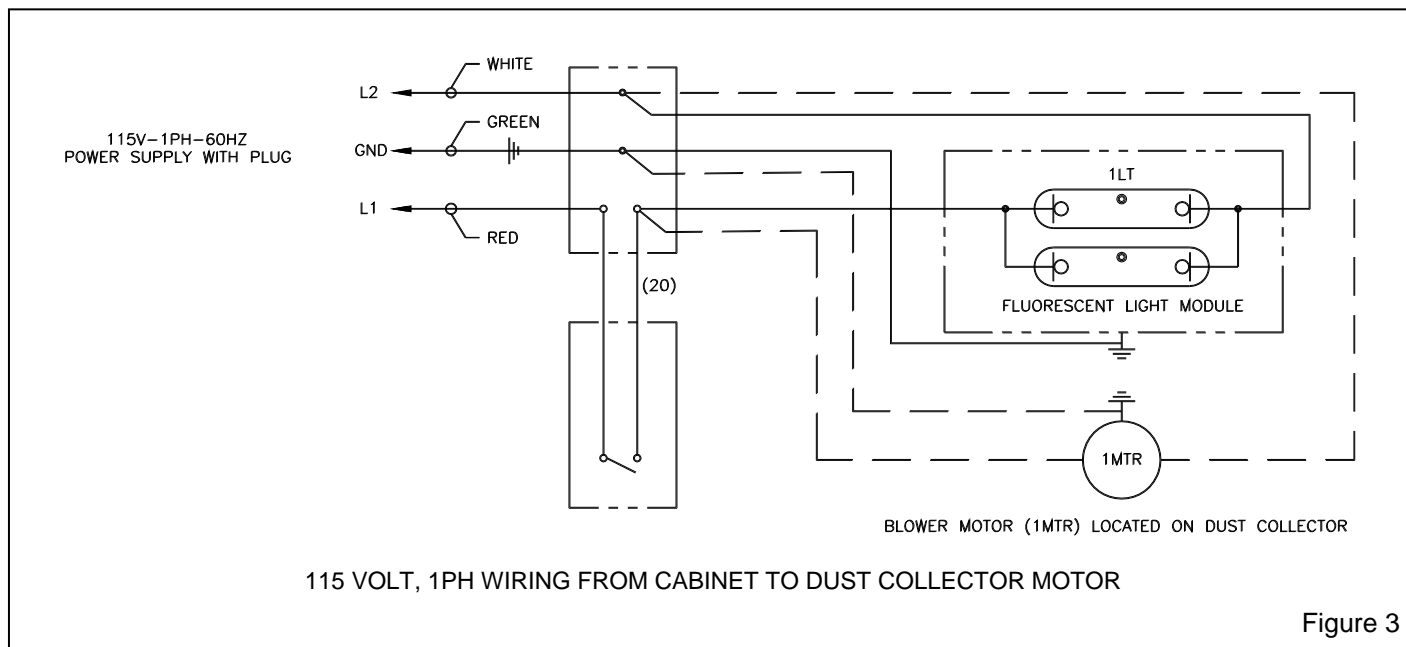 WHITE
L2
GREEN
115V-1PH-60HZ
POWER SUPPLY WITH PLUG
GND
L1
RED
(20)
1LT
FLUORESCENT LIGHT MODULE
1MTR
BLOWER MOTOR (1MTR) LOCATED ON DUST COLLECTOR
115 VOLT, 1PH WIRING FROM CABINET TO DUST COLLECTOR MOTOR
Figure 3